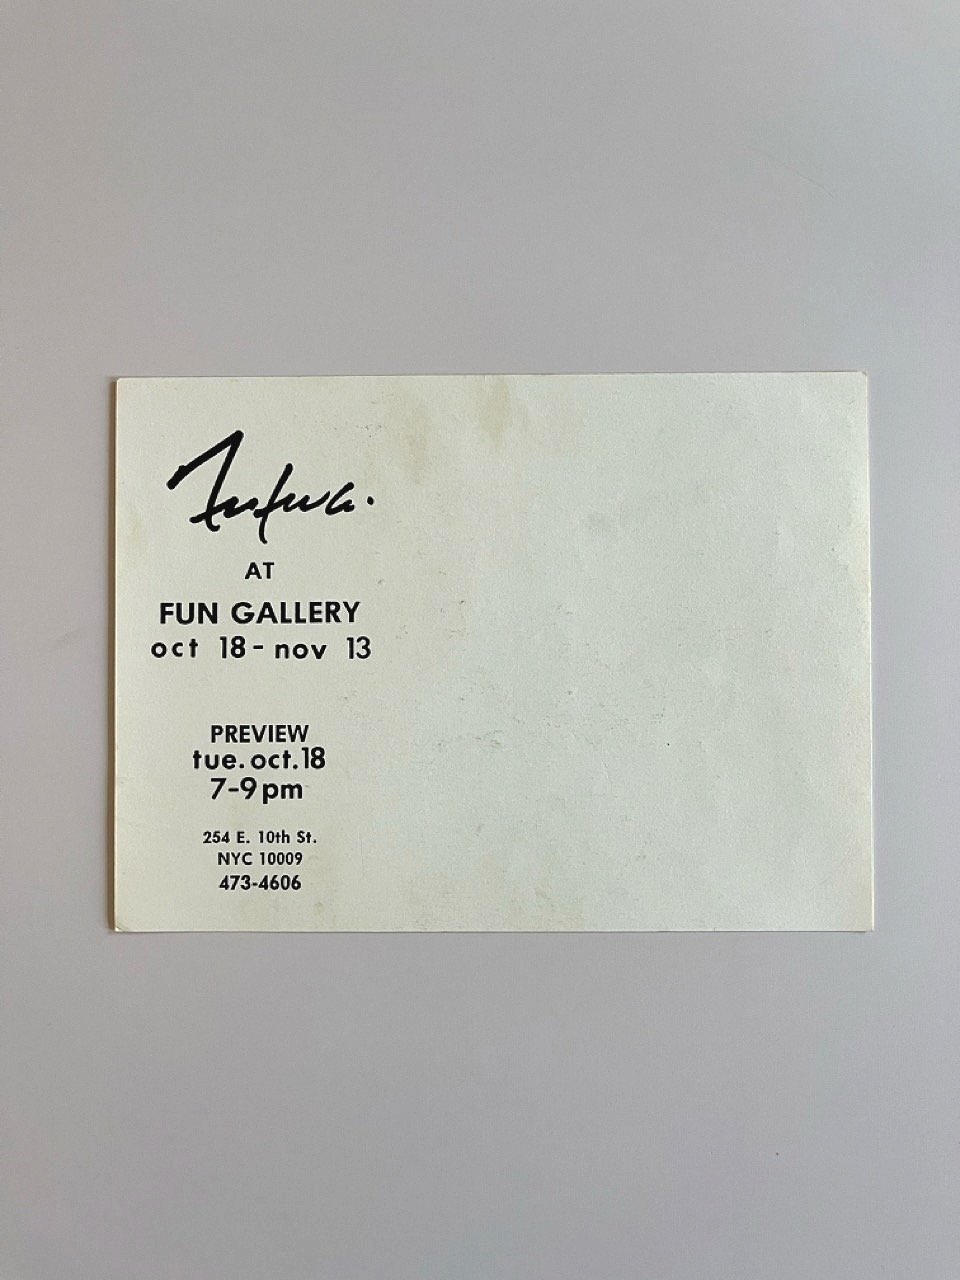 Futura.
AT
FUN GALLERY
oct 18 - nov 13
PREVIEW
tue. oct. 18
7-9 pm
254 E. 10th St.
NYC 10009
473-4606